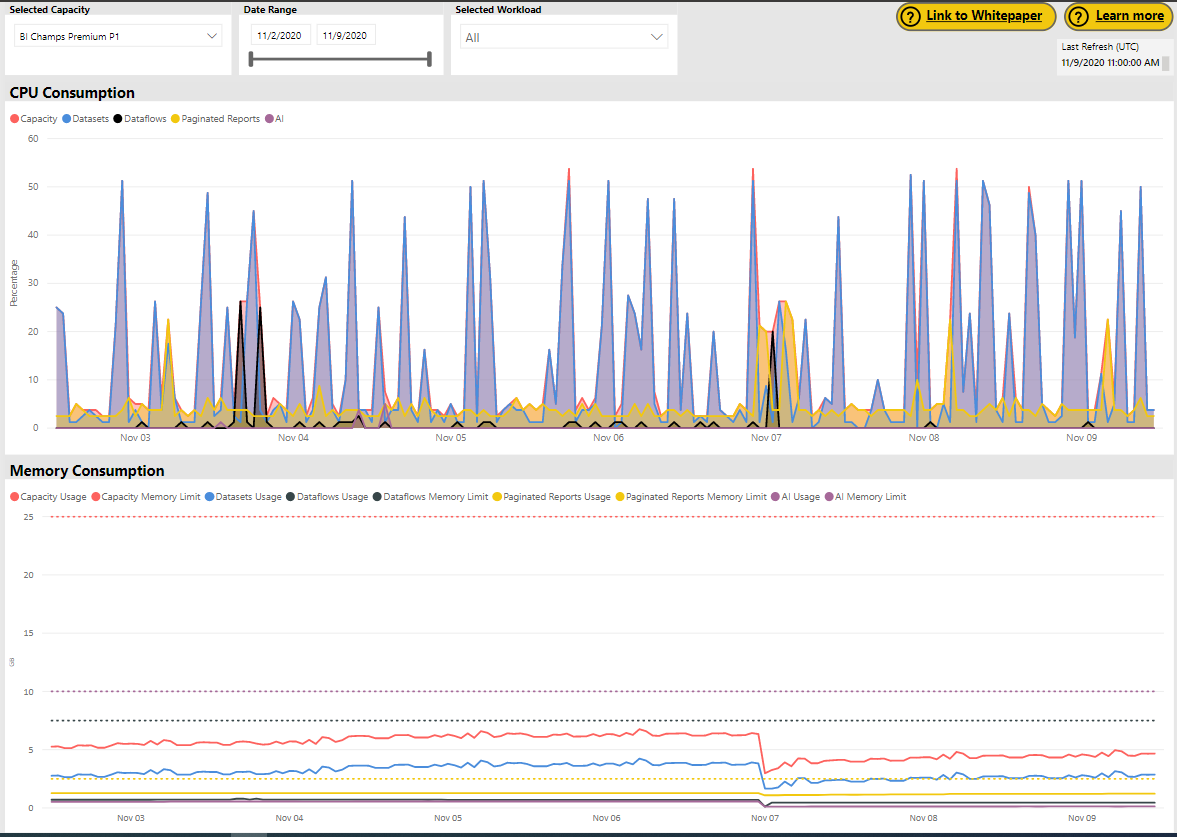 Selected Capacity
BI Champs Premium P1
Date Range
11/2/2020 11/9/2020
Selected Workload
All
? Link to Whitepaper
? Learn more
Last Refresh (UTC)
11/9/2020 11:00:00 AM
CPU Consumption
Capacity Datasets Dataflows Paginated Reports AI
Percentage
60
50
40
30
20
10
0
Nov 03 Nov 04 Nov 05 Nov 06 Nov 07 Nov 08 Nov 09
Memory Consumption
Capacity Usage Capacity Memory Limit Datasets Usage Dataflows Usage Dataflows Memory Limit Paginated Reports Usage Paginated Reports Memory Limit AI Usage AI Memory Limit
GB
25
20
15
10
5
0
Nov 03 Nov 04 Nov 05 Nov 06 Nov 07 Nov 08 Nov 09